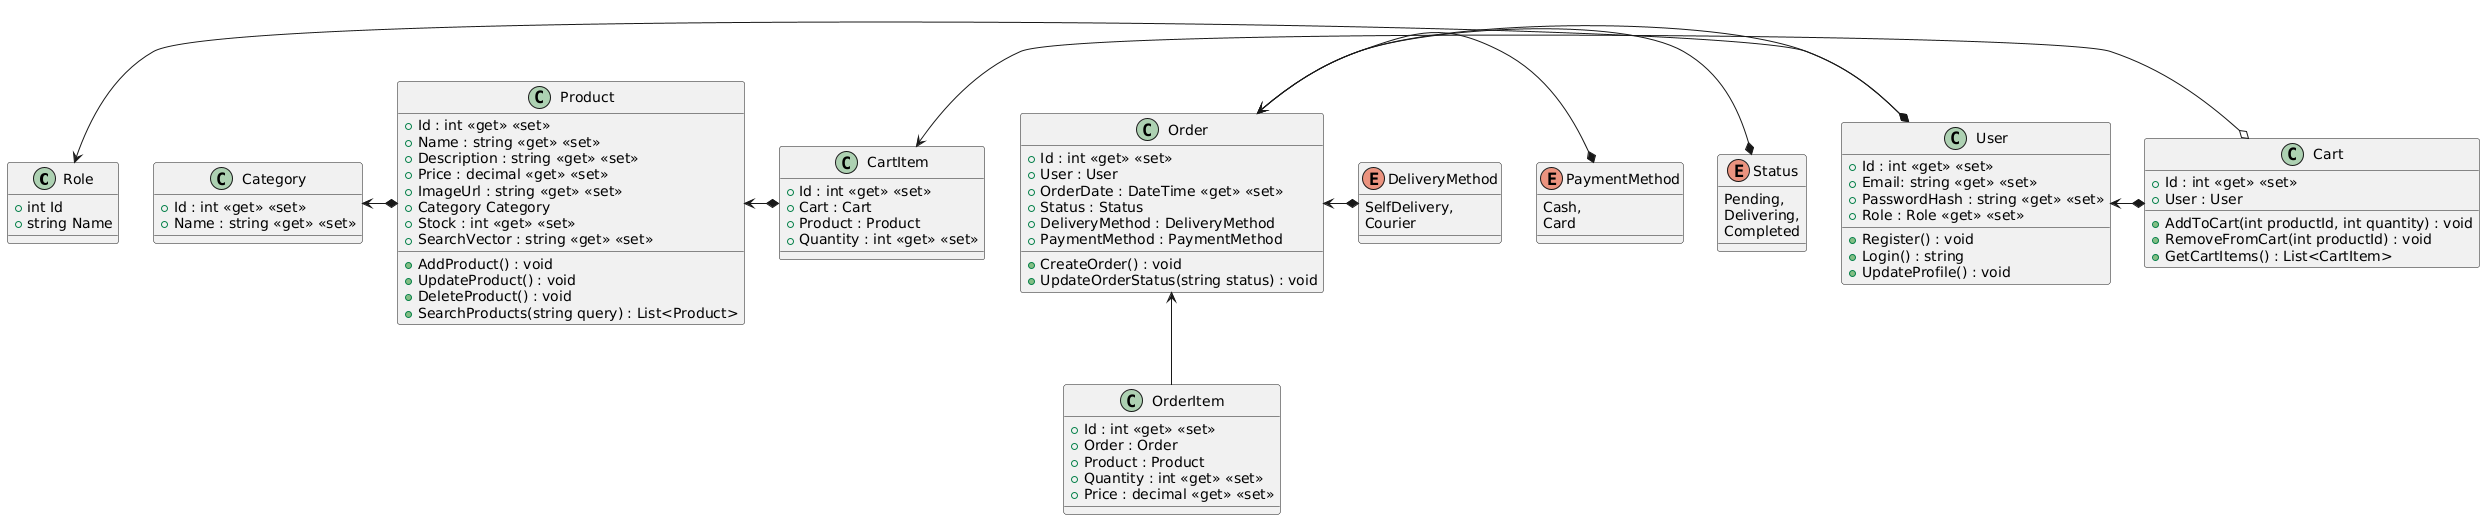 C Role
int Id
string Name
C Category
Id : int «get» «set»
Name : string «get» «set»
C Product
Id : int «get» «set»
Name : string «get» «set»
Description : string «get» «set»
Price : decimal «get» «set»
ImageUrl : string «get» «set»
Category Category
Stock : int «get» «set»
SearchVector : string «get» «set»
AddProduct() : void
UpdateProduct() : void
DeleteProduct() : void
SearchProducts(string query) : List<Product>
C CartItem
Id : int «get» «set»
Cart : Cart
Product : Product
Quantity : int «get» «set»
C Order
Id : int «get» «set»
User : User
OrderDate : DateTime «get» «set»
Status : Status
DeliveryMethod : DeliveryMethod
PaymentMethod : PaymentMethod
CreateOrder() : void
UpdateOrderStatus(string status) : void
E DeliveryMethod
SelfDelivery,
Courier
E PaymentMethod
Cash,
Card
E Status
Pending,
Delivering,
Completed
C User
Id : int «get» «set»
Email: string «get» «set»
PasswordHash : string «get» «set»
Role : Role «get» «set»
Register() : void
Login() : string
UpdateProfile() : void
C Cart
Id : int «get» «set»
User : User
AddToCart(int productId, int quantity) : void
RemoveFromCart(int productId) : void
GetCartItems() : List<CartItem>
C OrderItem
Id : int «get» «set»
Order : Order
Product : Product
Quantity : int «get» «set»
Price : decimal «get» «set»